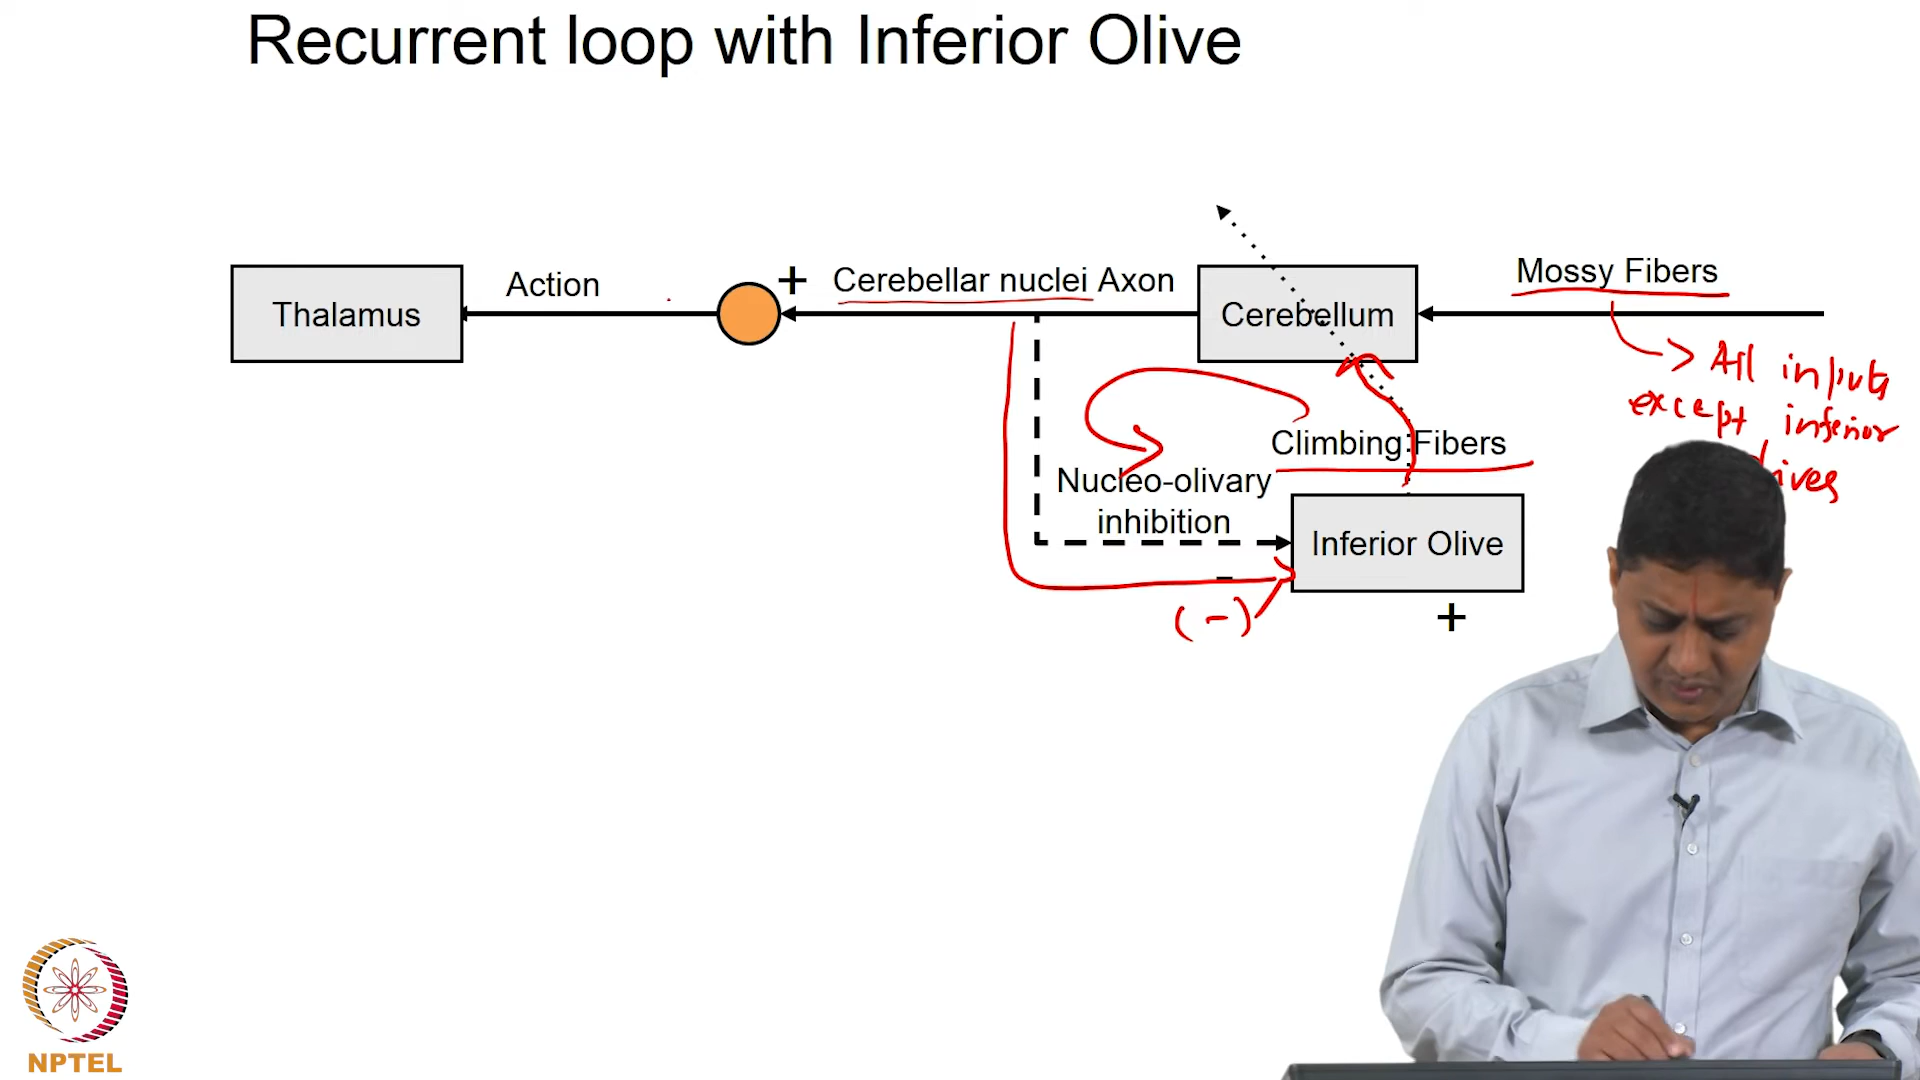 Recurrent loop with Inferior Olive
Thalamus
Action
+
Cerebellar nuclei Axon
Cerebellum
Mossy Fibers
> All inputs
except inferior
Climbing Fibers
Nucleo-olivary
inhibition
Inferior Olive
-
(-)
+
NPTEL